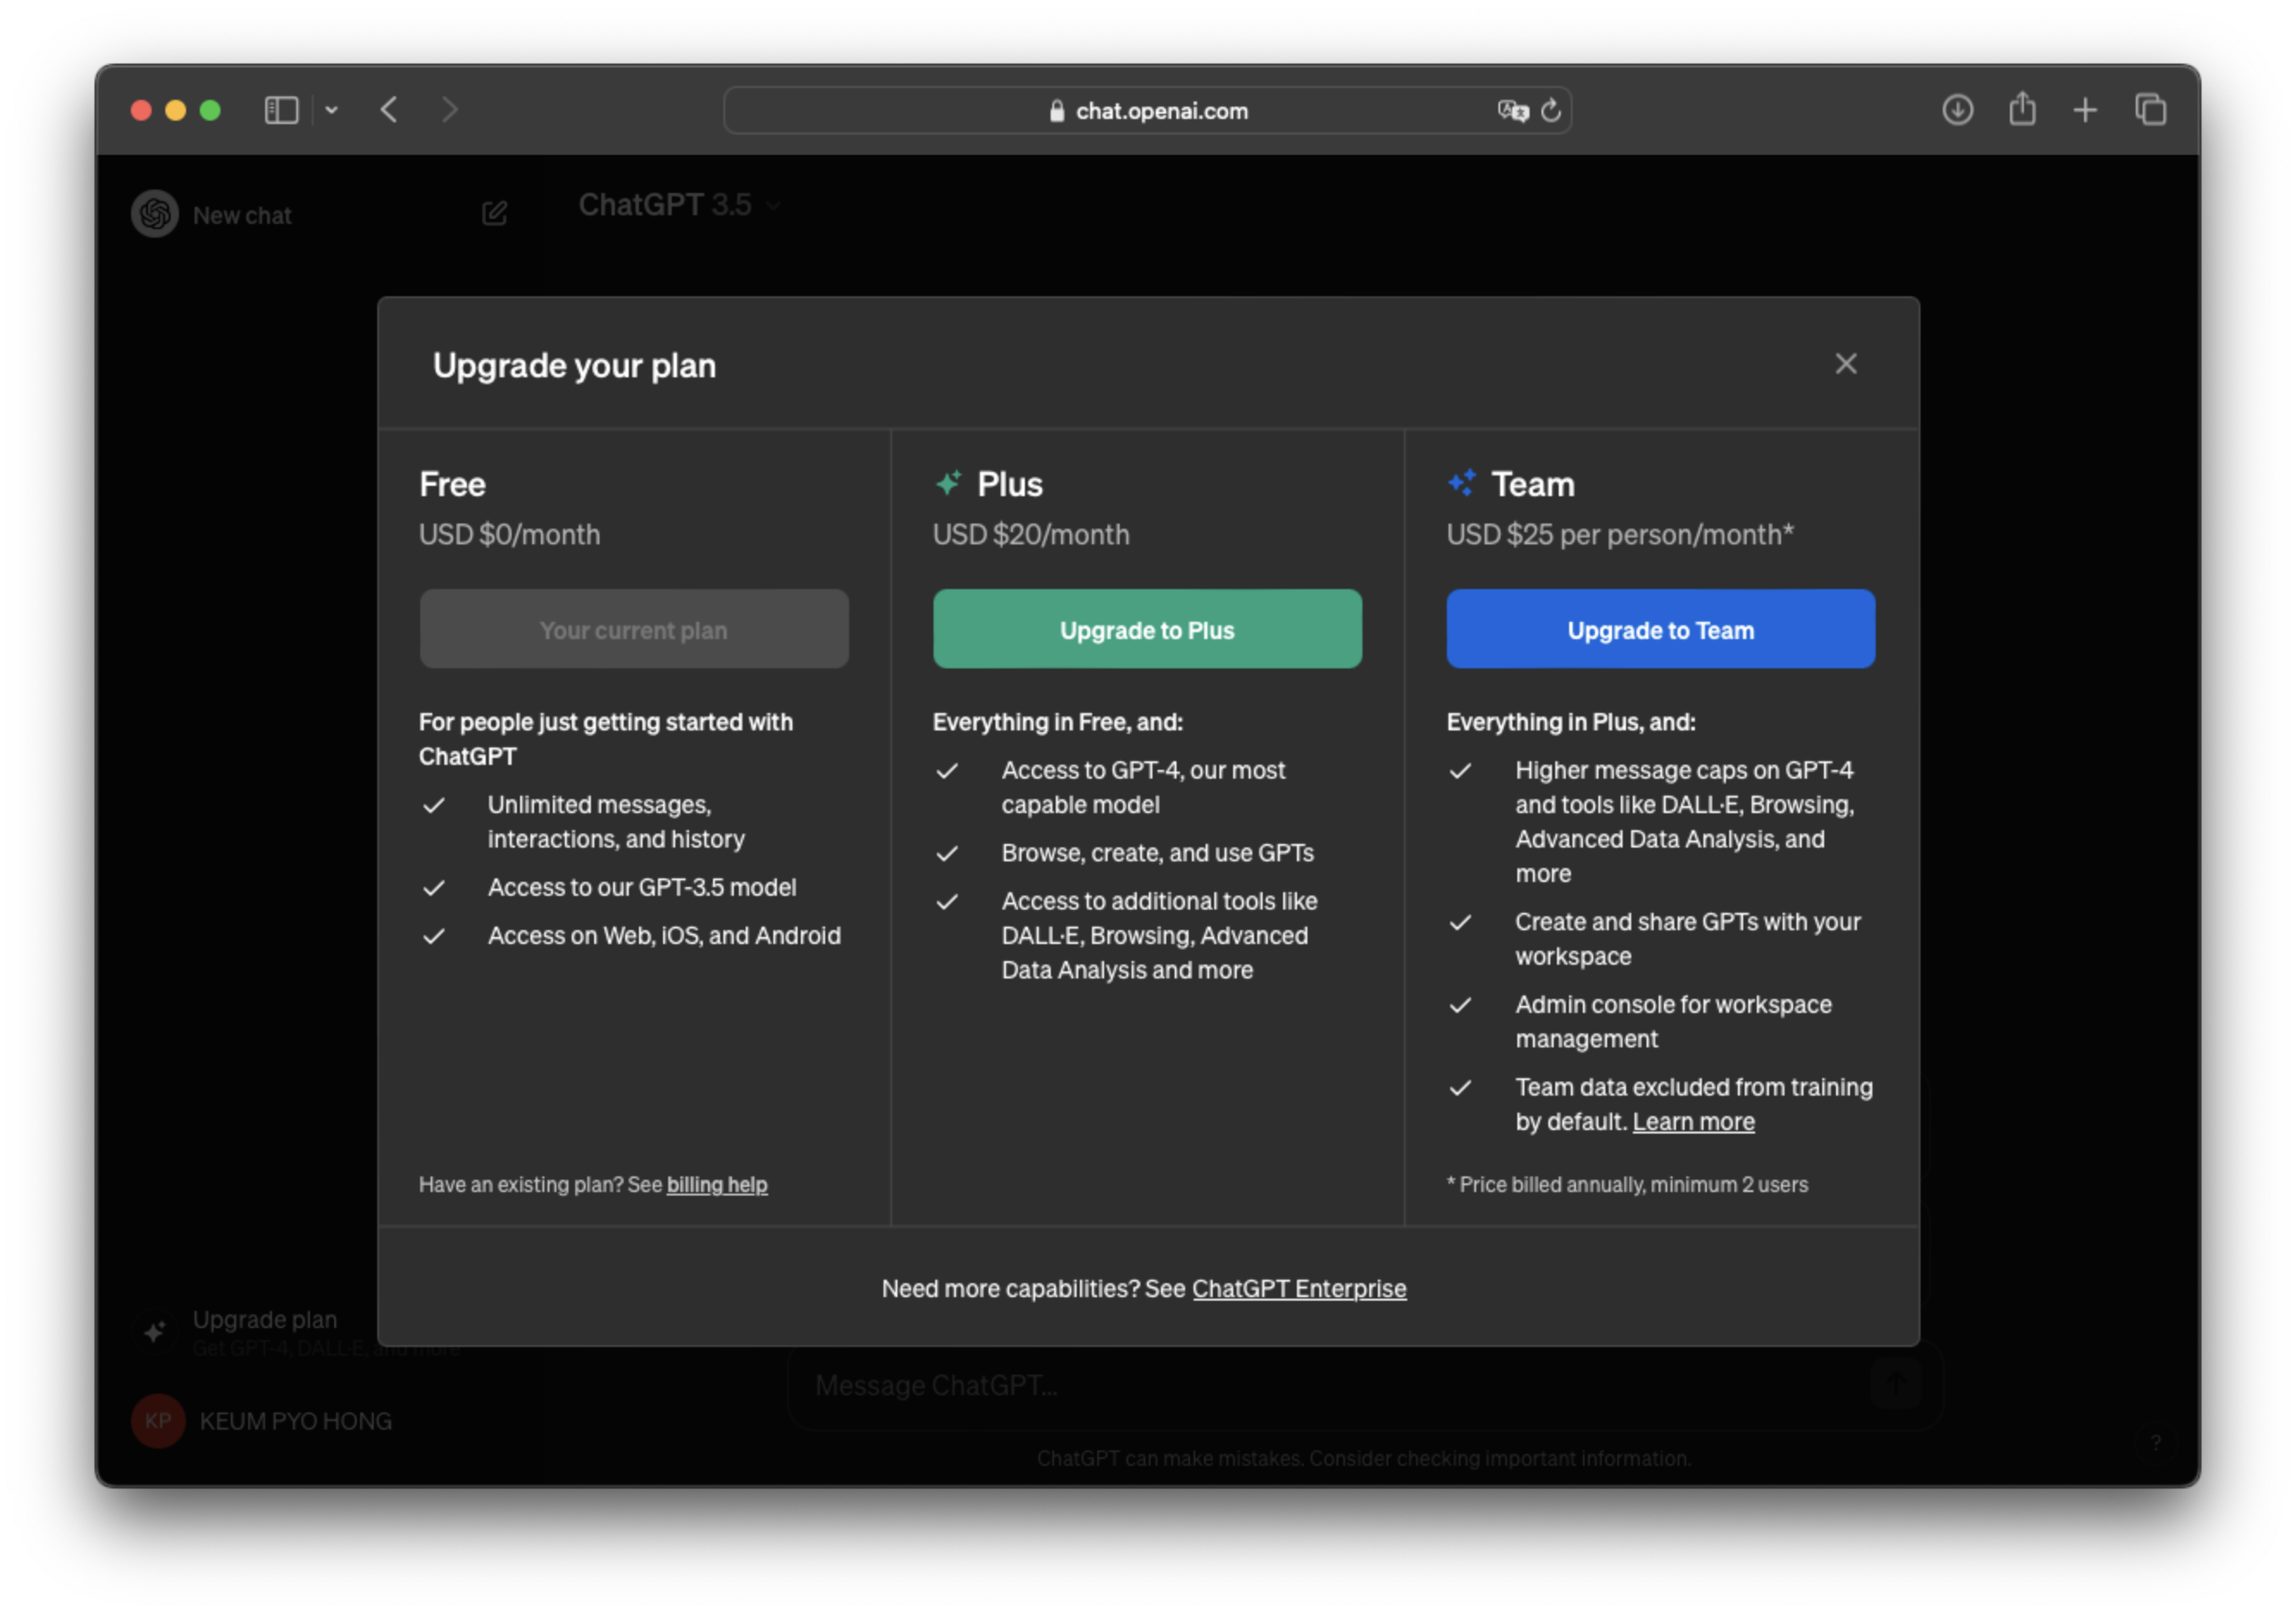 chat.openai.com
New chat
ChatGPT 3.5
Upgrade your plan
Free
USD $0/month
Your current plan
For people just getting started with
ChatGPT
Unlimited messages,
interactions, and history
Access to our GPT-3.5 model
Access on Web, iOS, and Android
Have an existing plan? See billing help
Plus
USD $20/month
Upgrade to Plus
Everything in Free, and:
Access to GPT-4, our most
capable model
Browse, create, and use GPTs
Access to additional tools like
DALL·E, Browsing, Advanced
Data Analysis and more
Team
USD $25 per person/month*
Upgrade to Team
Everything in Plus, and:
Higher message caps on GPT-4
and tools like DALL·E, Browsing,
Advanced Data Analysis, and
more
Create and share GPTs with your
workspace
Admin console for workspace
management
Team data excluded from training
by default. Learn more
* Price billed annually, minimum 2 users
Need more capabilities? See ChatGPT Enterprise
Upgrade plan
Get GPT-4, DALL·E, and more
KP
KEUM PYO HONG
Message ChatGPT...
ChatGPT can make mistakes. Consider checking important information.
?